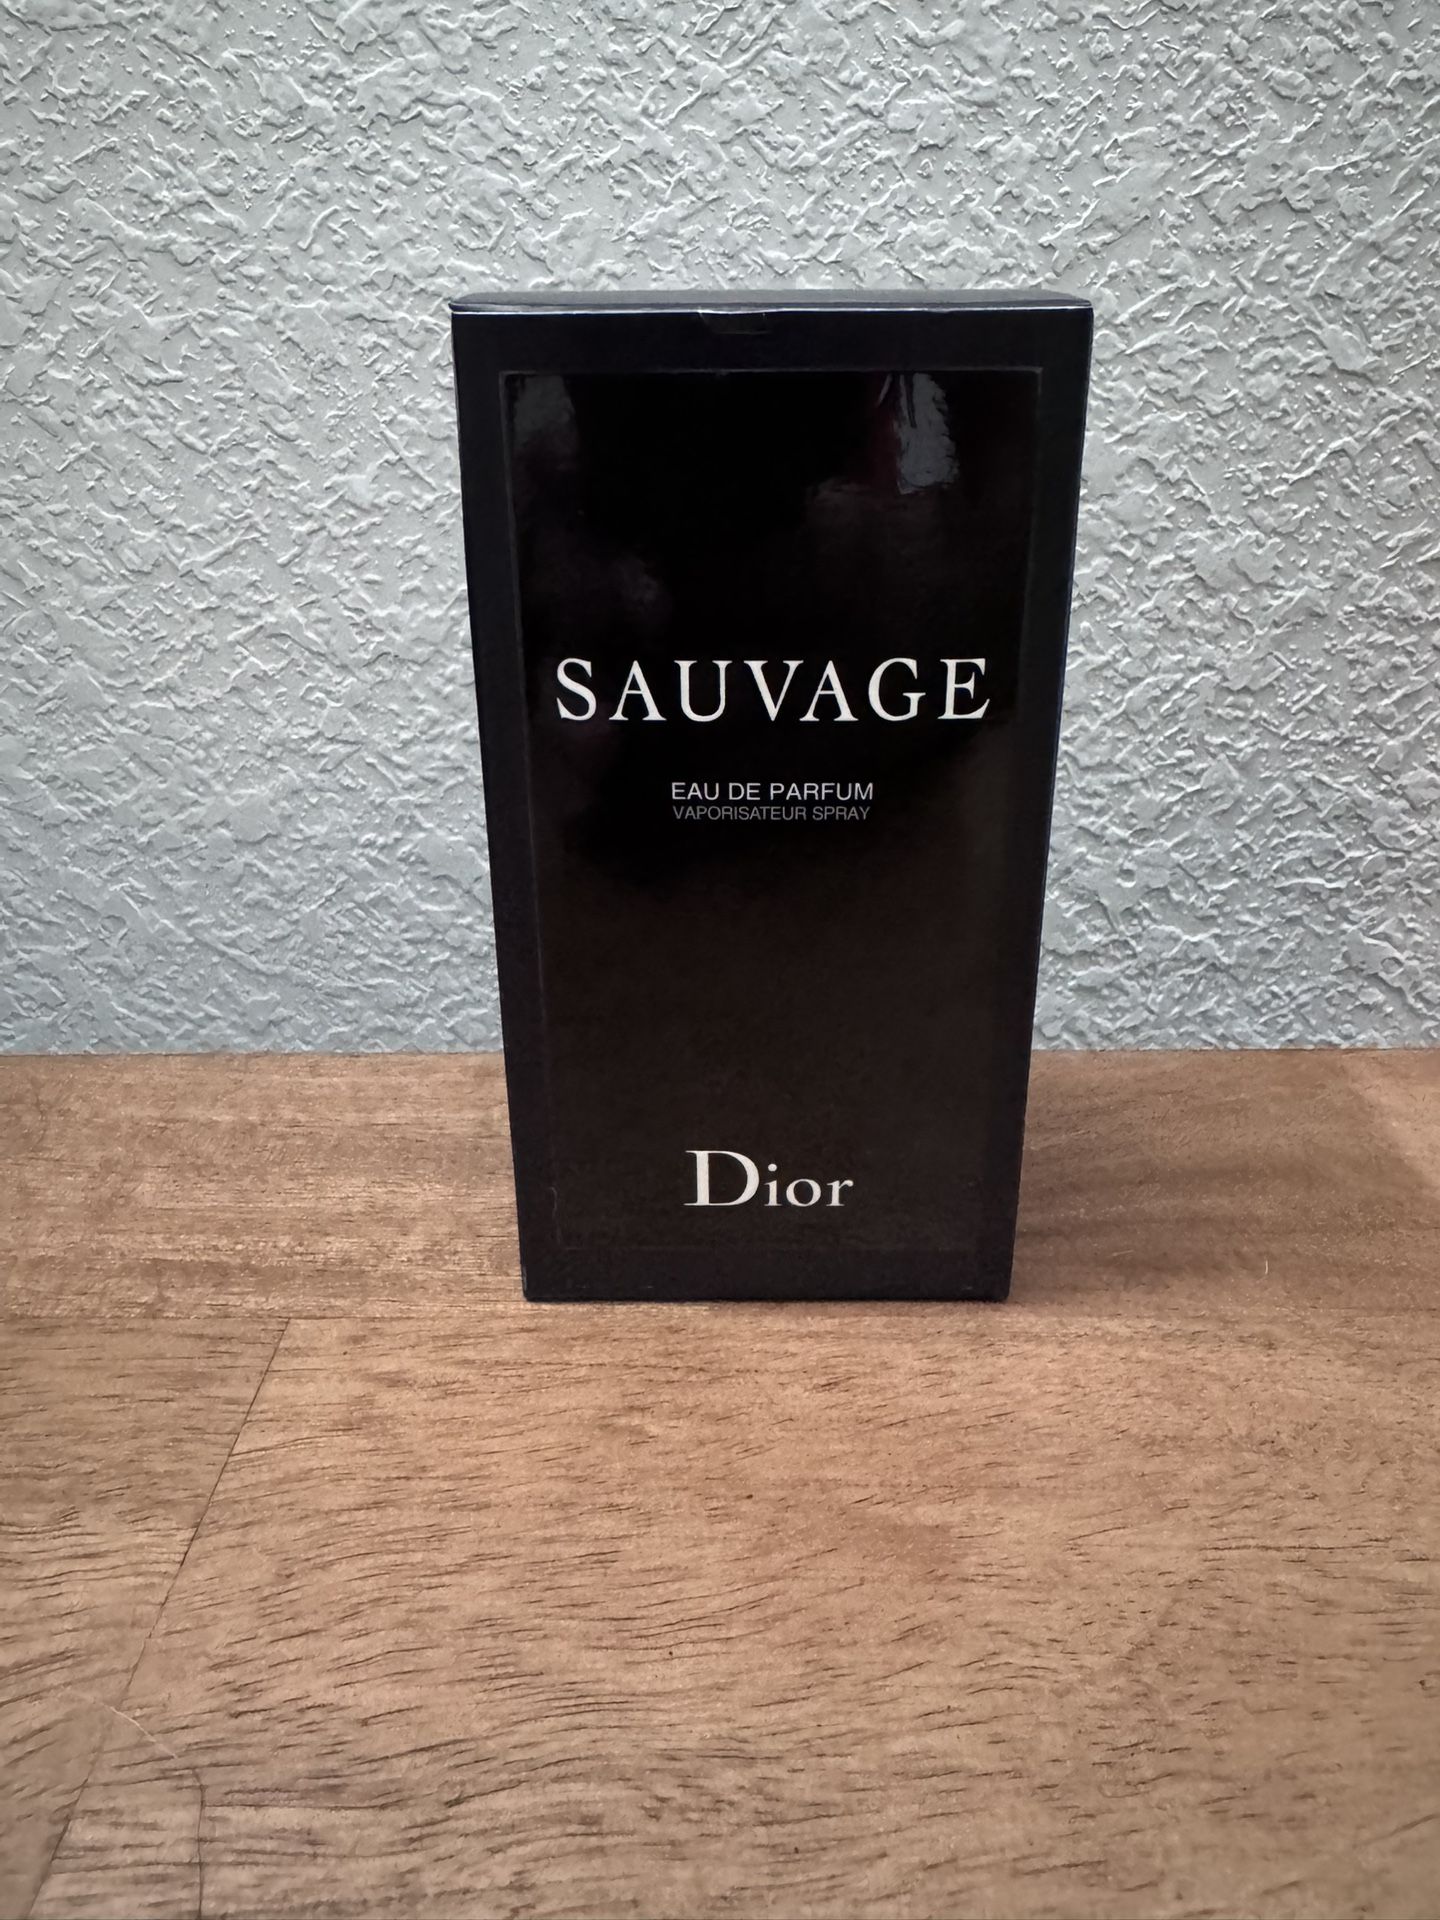 SAUVAGE
EAU DE PARFUM
VAPORISATEUR SPRAY
Dior